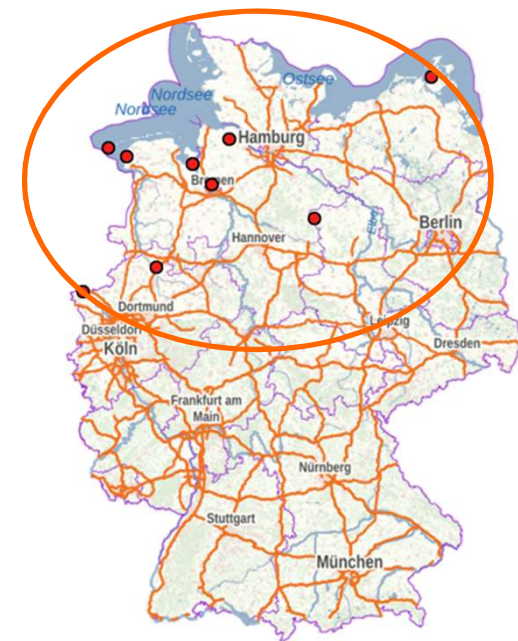 Nordsee
Ostsee
Nordsee
Hamburg
Bremen
Elbe
Berlin
Hannover
Dortmund
Düsseldorf
Leipzig
Köln
Dresden
Frankfurt am
Main
Nürnberg
Stuttgart
München